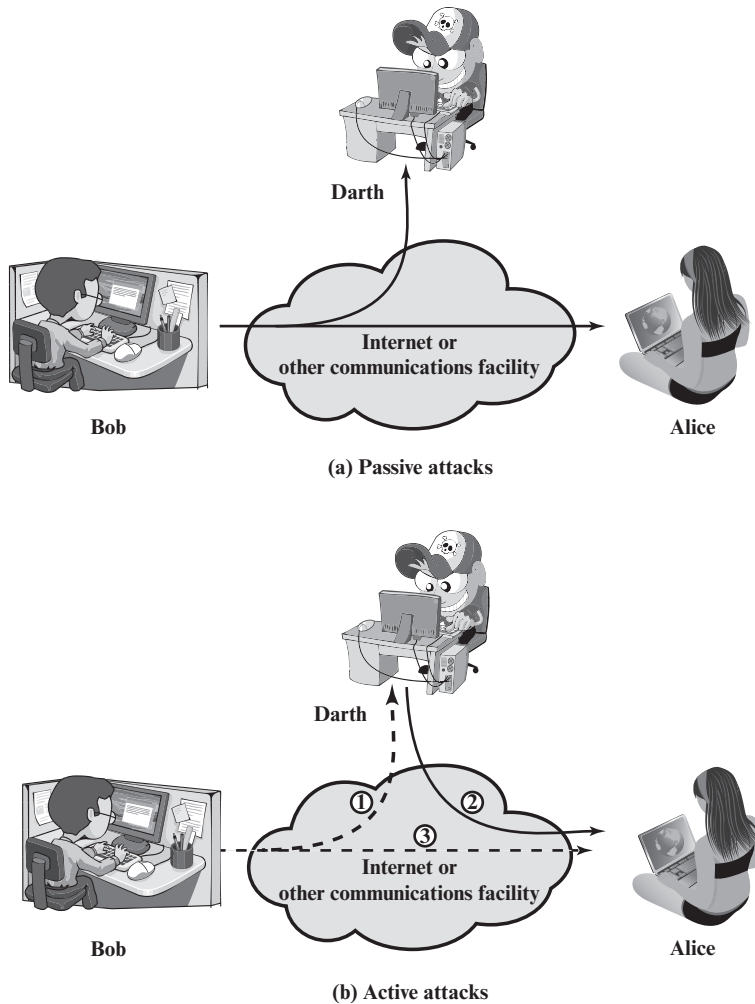 Darth
Internet or
other communications facility
Bob
Alice
(a) Passive attacks
Darth
1
2
3
Internet or
other communications facility
Bob
Alice
(b) Active attacks